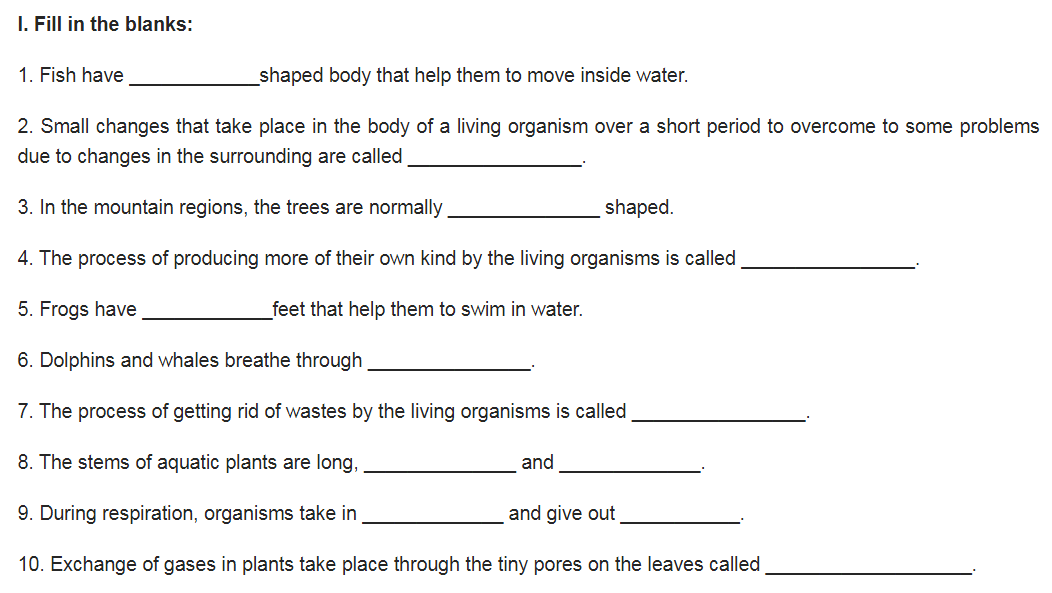 I. Fill in the blanks:
1. Fish have ____________shaped body that help them to move inside water.
2. Small changes that take place in the body of a living organism over a short period to overcome to some problems
due to changes in the surrounding are called ________________.
3. In the mountain regions, the trees are normally ______________ shaped.
4. The process of producing more of their own kind by the living organisms is called ________________.
5. Frogs have ____________feet that help them to swim in water.
6. Dolphins and whales breathe through _______________.
7. The process of getting rid of wastes by the living organisms is called ________________.
8. The stems of aquatic plants are long, ______________ and _____________.
9. During respiration, organisms take in _____________ and give out ___________.
10. Exchange of gases in plants take place through the tiny pores on the leaves called ___________________.